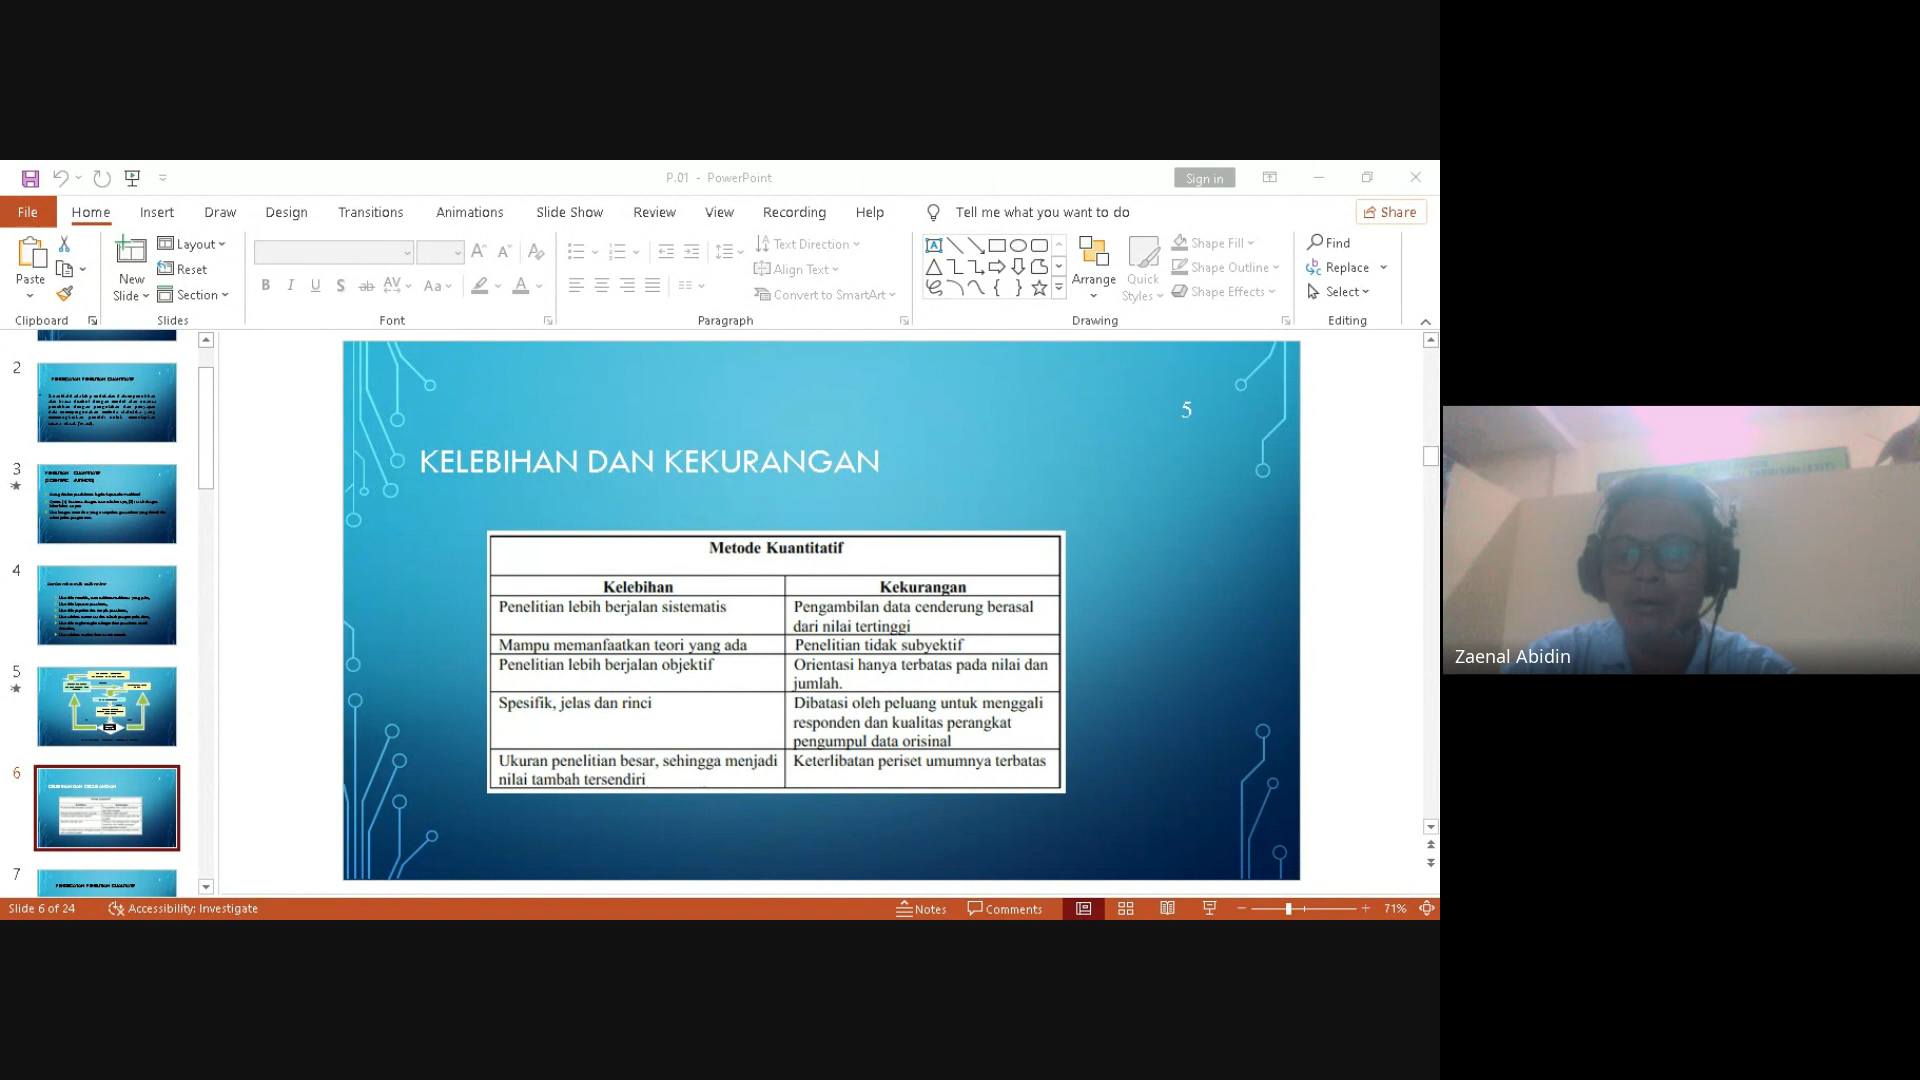 P.01 - PowerPoint
Sign in
File
Home
Insert
Draw
Design
Transitions
Animations
Slide Show
Review
View
Recording
Help
Tell me what you want to do
Share
Paste
New
Slide
Layout
Reset
Section
Text Direction
Align Text
Convert to SmartArt
Arrange
Quick
Styles
Shape Fill
Shape Outline
Shape Effects
Find
Replace
Select
Clipboard
Slides
Font
Paragraph
Drawing
Editing
2
3
4
5
6
7
5
KELEBIHAN DAN KEKURANGAN
Metode Kuantitatif
Kelebihan
Kekurangan
Penelitian lebih berjalan sistematis
Pengambilan data cenderung berasal
dari nilai tertinggi
Mampu memanfaatkan teori yang ada
Penelitian tidak subyektif
Penelitian lebih berjalan objektif
Orientasi hanya terbatas pada nilai dan
jumlah.
Spesifik, jelas dan rinci
Dibatasi oleh peluang untuk menggali
responden dan kualitas perangkat
pengumpul data orisinal
Ukuran penelitian besar, sehingga menjadi
nilai tambah tersendiri
Keterlibatan periset umumnya terbatas
Zaenal Abidin
Slide 6 of 24
Accessibility: Investigate
Notes
Comments
71%